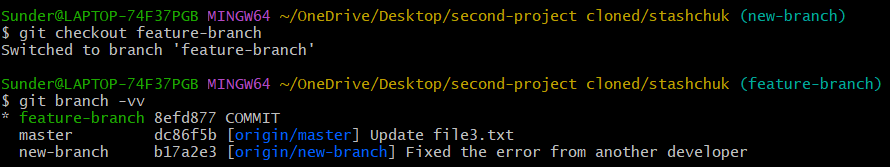 Sunder@LAPTOP-74F37PGB MINGW64 ~/OneDrive/Desktop/second-project cloned/stashchuk (new-branch)
$ git checkout feature-branch
Switched to branch 'feature-branch'
Sunder@LAPTOP-74F37PGB MINGW64 ~/OneDrive/Desktop/second-project cloned/stashchuk (feature-branch)
$ git branch -vv
* feature-branch 8efd877 COMMIT
  master         dc86f5b [origin/master] Update file3.txt
  new-branch     b17a2e3 [origin/new-branch] Fixed the error from another developer